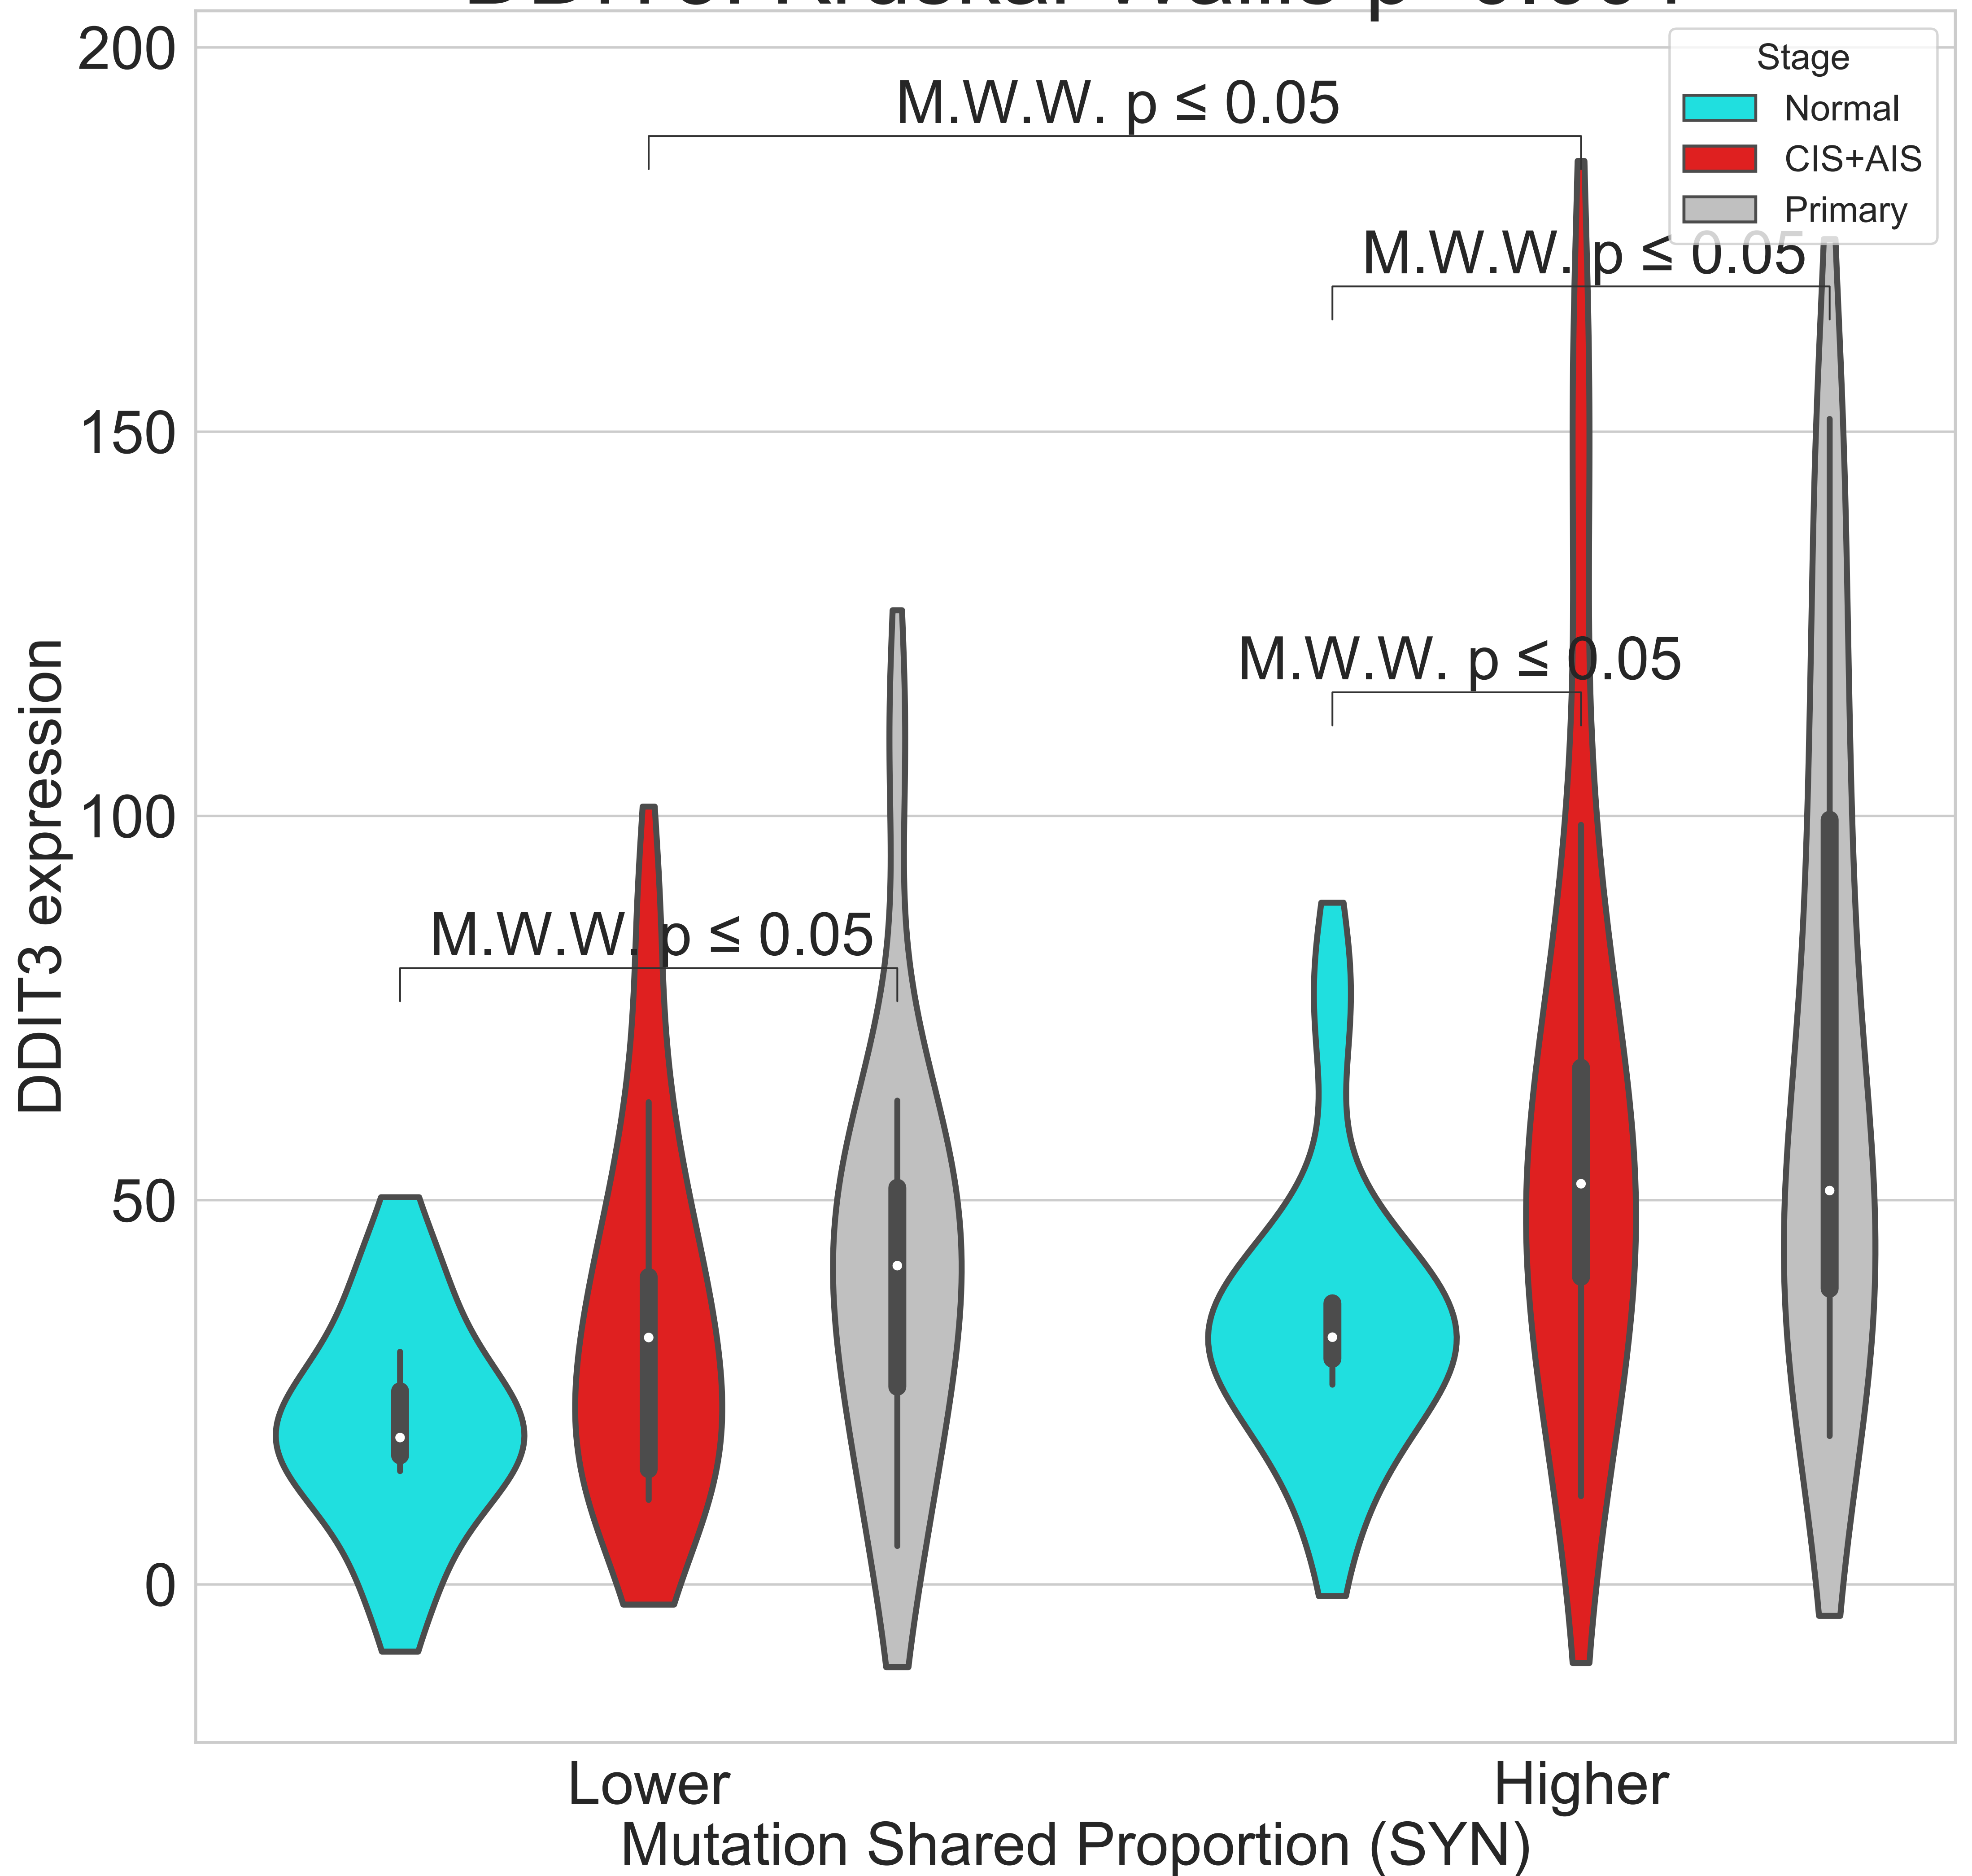 200
150
100
50
0
DDIT3 expression
M.W.W. p ≤ 0.05
M.W.W. p ≤ 0.05
M.W.W. p ≤ 0.05
M.W.W. p ≤ 0.05
Stage
Normal
CIS+AIS
Primary
Lower
Higher
Mutation Shared Proportion (SYN)